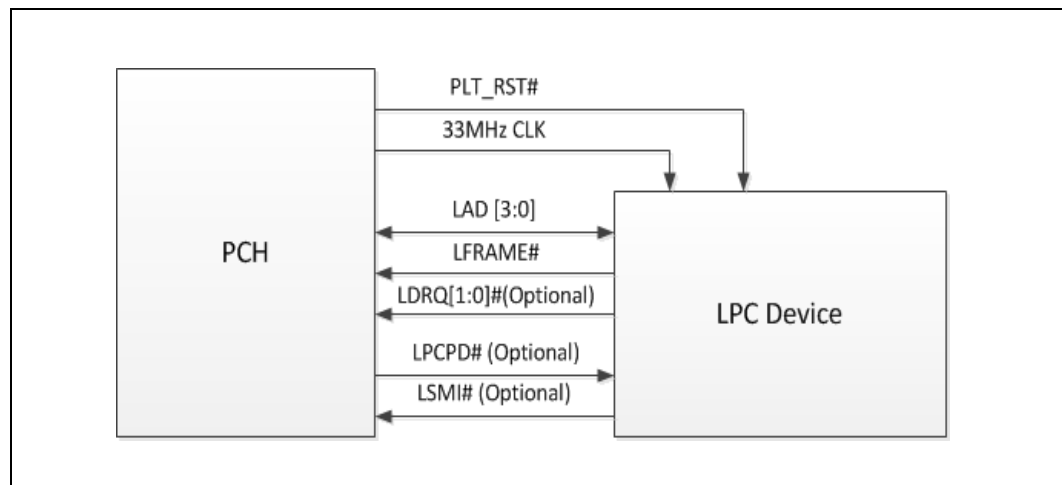 PLT_RST#
33MHz CLK
LAD [3:0]
PCH
LFRAME#
LDRQ[1:0]#(Optional)
LPC Device
LPCPD# (Optional)
LSMI# (Optional)